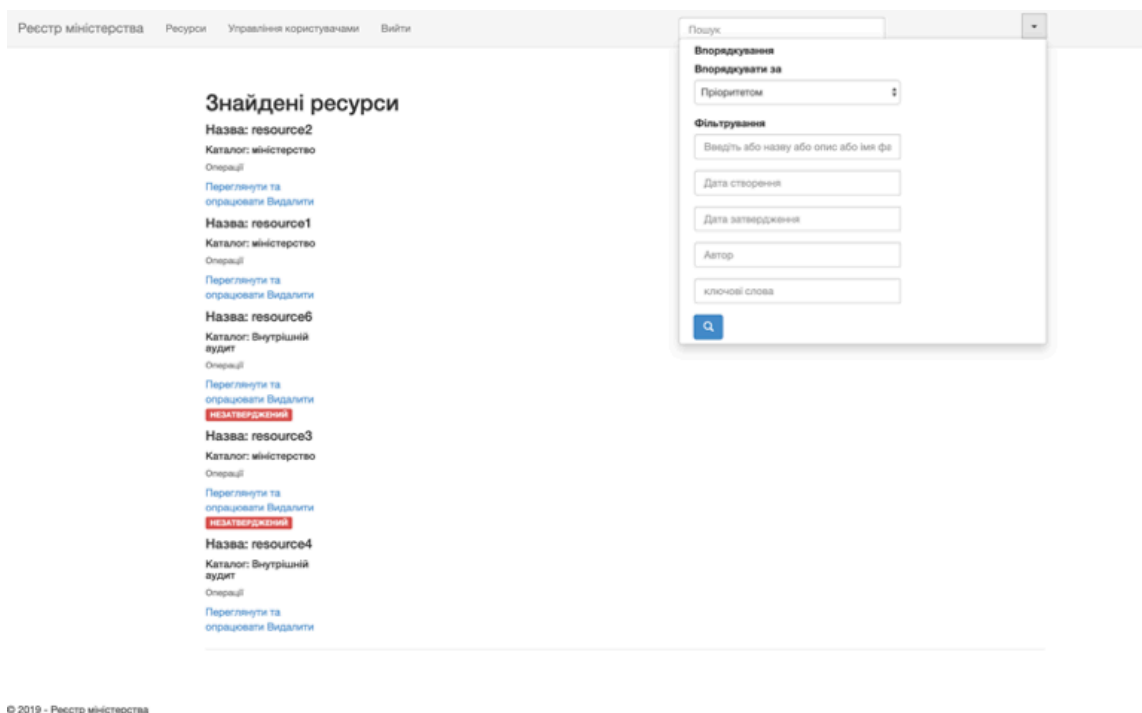 Реєстр міністерства Ресурси Управління користувачами Вийти Пошук
Впорядкування
Впорядкувати за
Пріоритетом
Фільтрування
Введіть або назву або опис або імя фа
Дата створення
Дата затвердження
Автор
ключові слова
Знайдені ресурси
Назва: resource2
Каталог: міністерство
Операції
Переглянути та
опрацювати Видалити
Назва: resource1
Каталог: міністерство
Операції
Переглянути та
опрацювати Видалити
Назва: resource6
Каталог: Внутрішній
аудит
Операції
Переглянути та
опрацювати Видалити
НЕЗАТВЕРДЖЕНИЙ
Назва: resource3
Каталог: міністерство
Операції
Переглянути та
опрацювати Видалити
НЕЗАТВЕРДЖЕНИЙ
Назва: resource4
Каталог: Внутрішній
аудит
Операції
Переглянути та
опрацювати Видалити
© 2019 - Реєстр міністерства